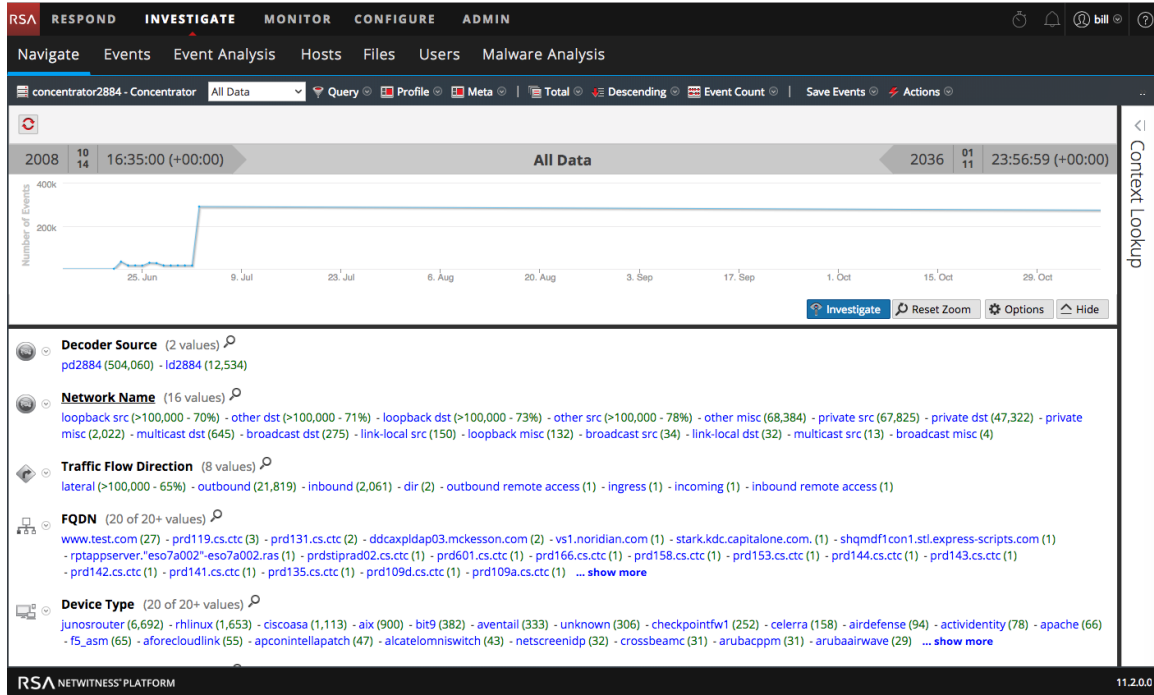 RSA RESPOND INVESTIGATE MONITOR CONFIGURE ADMIN bill ?
Navigate Events Event Analysis Hosts Files Users Malware Analysis
concentrator2884 - Concentrator All Data Query Profile Meta | Total Descending Event Count | Save Events Actions ..
Context Lookup
2008 10 14 16:35:00 (+00:00) All Data 2036 01 11 23:56:59 (+00:00)
Number of Events
400k
200k
25. Jun 9. Jul 23. Jul 6. Aug 20. Aug 3. Sep 17. Sep 1. Oct 15. Oct 29. Oct
Investigate Reset Zoom Options Hide
Decoder Source (2 values)
pd2884 (504,060) - ld2884 (12,534)
Network Name (16 values)
loopback src (>100,000 - 70%) - other dst (>100,000 - 71%) - loopback dst (>100,000 - 73%) - other src (>100,000 - 78%) - other misc (68,384) - private src (67,825) - private dst (47,322) - private
misc (2,022) - multicast dst (645) - broadcast dst (275) - link-local src (150) - loopback misc (132) - broadcast src (34) - link-local dst (32) - multicast src (13) - broadcast misc (4)
Traffic Flow Direction (8 values)
lateral (>100,000 - 65%) - outbound (21,819) - inbound (2,061) - dir (2) - outbound remote access (1) - ingress (1) - incoming (1) - inbound remote access (1)
FQDN (20 of 20+ values)
www.test.com (27) - prd119.cs.ctc (3) - prd131.cs.ctc (2) - ddcaxpldap03.mckesson.com (2) - vs1.noridian.com (1) - stark.kdc.capitalone.com. (1) - shqmdf1con1.stl.express-scripts.com (1)
- rptappserver."eso7a002"-eso7a002.ras (1) - prdstiprad02.cs.ctc (1) - prd601.cs.ctc (1) - prd166.cs.ctc (1) - prd158.cs.ctc (1) - prd153.cs.ctc (1) - prd144.cs.ctc (1) - prd143.cs.ctc (1)
- prd142.cs.ctc (1) - prd141.cs.ctc (1) - prd135.cs.ctc (1) - prd109d.cs.ctc (1) - prd109a.cs.ctc (1) ... show more
Device Type (20 of 20+ values)
junosrouter (6,692) - rhlinux (1,653) - ciscoasa (1,113) - aix (900) - bit9 (382) - aventail (333) - unknown (306) - checkpointfw1 (252) - celerra (158) - airdefense (94) - actividentity (78) - apache (66)
- f5_asm (65) - aforecloudlink (55) - apconintellapatch (47) - alcatelomniswitch (43) - netscreenidp (32) - crossbeamc (31) - arubacppm (31) - arubaairwave (29) ... show more
RSA NETWITNESS® PLATFORM 11.2.0.0